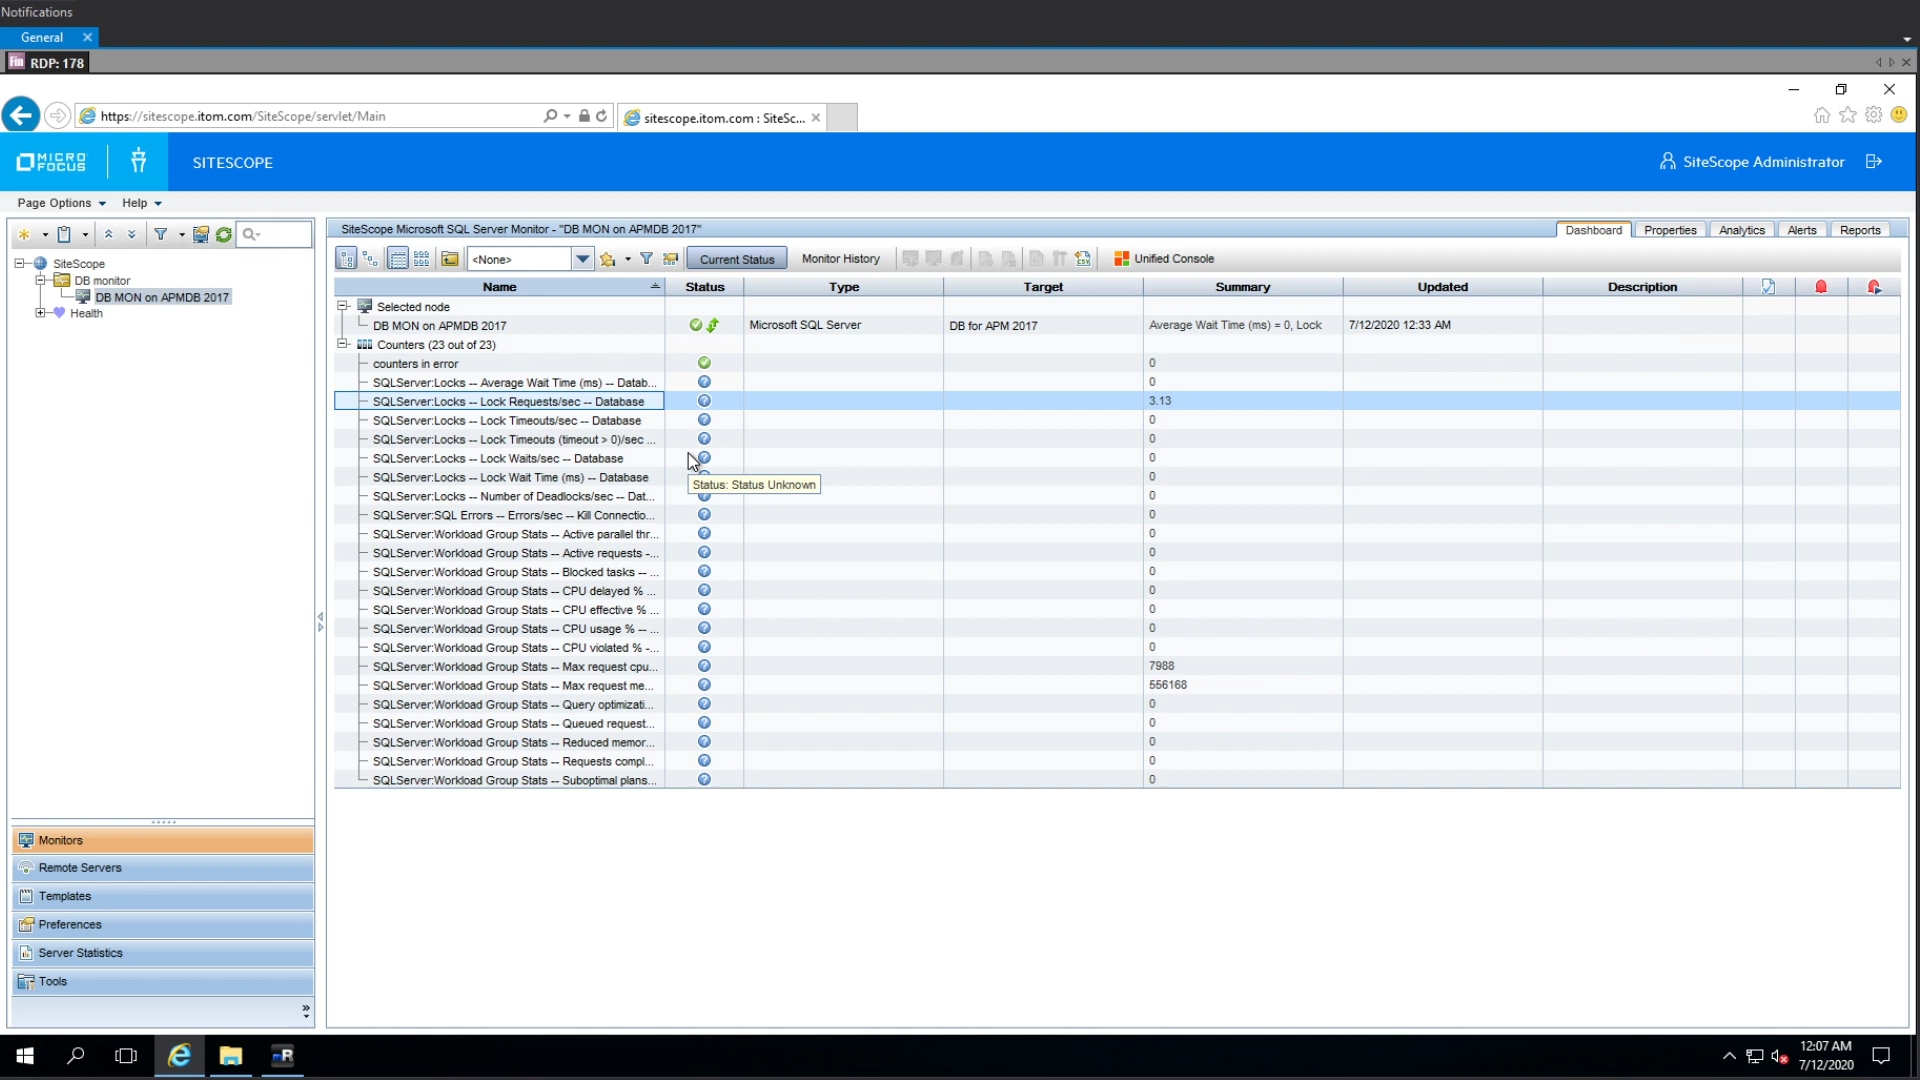 Notifications
General
RDP: 178
https://sitescope.itom.com/SiteScope/servlet/Main
sitescope.itom.com : SiteSc...
MICRO FOCUS
SITESCOPE
SiteScope Administrator
Page Options Help
SiteScope Microsoft SQL Server Monitor - "DB MON on APMDB 2017"
Dashboard Properties Analytics Alerts Reports
<None> Current Status Monitor History Unified Console
SiteScope
DB monitor
DB MON on APMDB 2017
Health
Name Status Type Target Summary Updated Description
Selected node
DB MON on APMDB 2017 Microsoft SQL Server DB for APM 2017 Average Wait Time (ms) = 0, Lock 7/12/2020 12:33 AM
Counters (23 out of 23)
counters in error 0
SQLServer:Locks -- Average Wait Time (ms) -- Datab... 0
SQLServer:Locks -- Lock Requests/sec -- Database 3.13
SQLServer:Locks -- Lock Timeouts/sec -- Database 0
SQLServer:Locks -- Lock Timeouts (timeout > 0)/sec ... 0
SQLServer:Locks -- Lock Waits/sec -- Database 0
SQLServer:Locks -- Lock Wait Time (ms) -- Database 0
Status: Status Unknown
SQLServer:Locks -- Number of Deadlocks/sec -- Dat... 0
SQLServer:SQL Errors -- Errors/sec -- Kill Connectio... 0
SQLServer:Workload Group Stats -- Active parallel thr... 0
SQLServer:Workload Group Stats -- Active requests -... 0
SQLServer:Workload Group Stats -- Blocked tasks -- ... 0
SQLServer:Workload Group Stats -- CPU delayed % ... 0
SQLServer:Workload Group Stats -- CPU effective % ... 0
SQLServer:Workload Group Stats -- CPU usage % -- ... 0
SQLServer:Workload Group Stats -- CPU violated % -... 0
SQLServer:Workload Group Stats -- Max request cpu... 7988
SQLServer:Workload Group Stats -- Max request me... 556168
SQLServer:Workload Group Stats -- Query optimizati... 0
SQLServer:Workload Group Stats -- Queued request... 0
SQLServer:Workload Group Stats -- Reduced memor... 0
SQLServer:Workload Group Stats -- Requests compl... 0
SQLServer:Workload Group Stats -- Suboptimal plans... 0
Monitors
Remote Servers
Templates
Preferences
Server Statistics
Tools
12:07 AM
7/12/2020